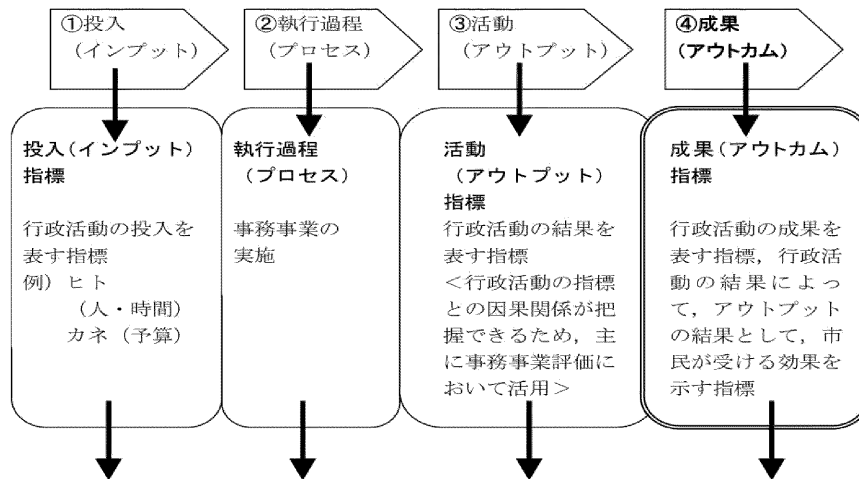 ①投入
（インプット）
②執行過程
（プロセス）
③活動
（アウトプット）
④成果
（アウトカム）
投入（インプット）
指標
行政活動の投入を
表す指標
例）ヒト
（人・時間）
カネ（予算）
執行過程
（プロセス）
事務事業の
実施
活動
（アウトプット）
指標
行政活動の結果を
表す指標
＜行政活動の指標
との因果関係が把
握できるため，主
に事務事業評価に
おいて活用＞
成果（アウトカム）
指標
行政活動の成果を
表す指標，行政活
動の結果によっ
て，アウトプット
の結果として，市
民が受ける効果を
示す指標